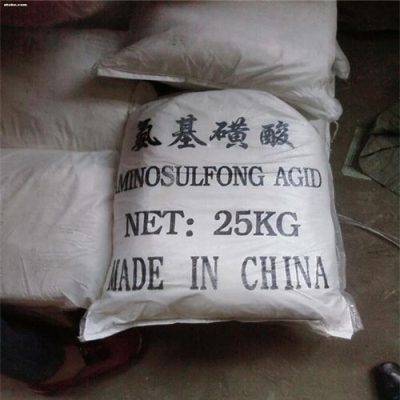 氨基磺酸
AMINOSULFONG AGID
NET: 25KG
MADE IN CHINA